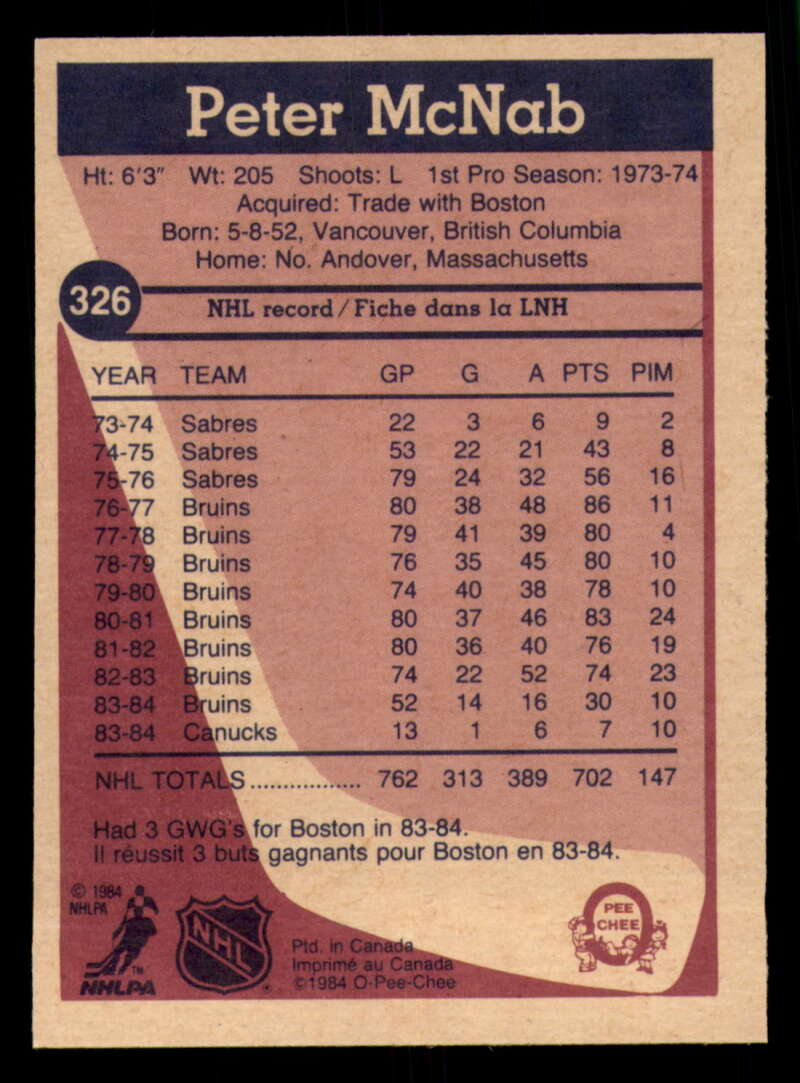 Peter McNab
Ht: 6'3" Wt: 205 Shoots: L 1st Pro Season: 1973-74
Acquired: Trade with Boston
Born: 5-8-52, Vancouver, British Columbia
Home: No. Andover, Massachusetts
326
NHL record/Fiche dans la LNH
YEAR TEAM GP G A PTS PIM
73-74 Sabres 22 3 6 9 2
74-75 Sabres 53 22 21 43 8
75-76 Sabres 79 24 32 56 16
76-77 Bruins 80 38 48 86 11
77-78 Bruins 79 41 39 80 4
78-79 Bruins 76 35 45 80 10
79-80 Bruins 74 40 38 78 10
80-81 Bruins 80 37 46 83 24
81-82 Bruins 80 36 40 76 19
82-83 Bruins 74 22 52 74 23
83-84 Bruins 52 14 16 30 10
83-84 Canucks 13 1 6 7 10
NHL TOTALS................. 762 313 389 702 147
Had 3 GWG's for Boston in 83-84.
Il réussit 3 buts gagnants pour Boston en 83-84.
© 1984
NHLPA
TM
NHLPA
NHL
Ptd. in Canada
Imprimé au Canada
©1984 O-Pee-Chee
PEE
CHEE